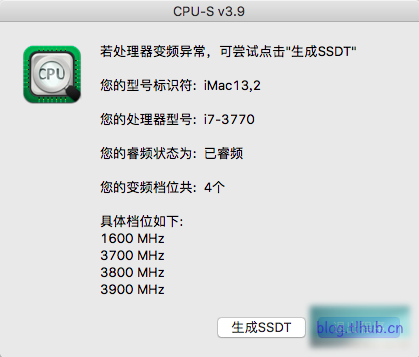 CPU-S v3.9
若处理器变频异常，可尝试点击"生成SSDT"
CPU
您的型号标识符: iMac13,2
您的处理器型号: i7-3770
您的睿频状态为: 已睿频
您的变频档位共: 4个
具体档位如下:
1600 MHz
3700 MHz
3800 MHz
3900 MHz
生成SSDT
blog.tlhub.cn